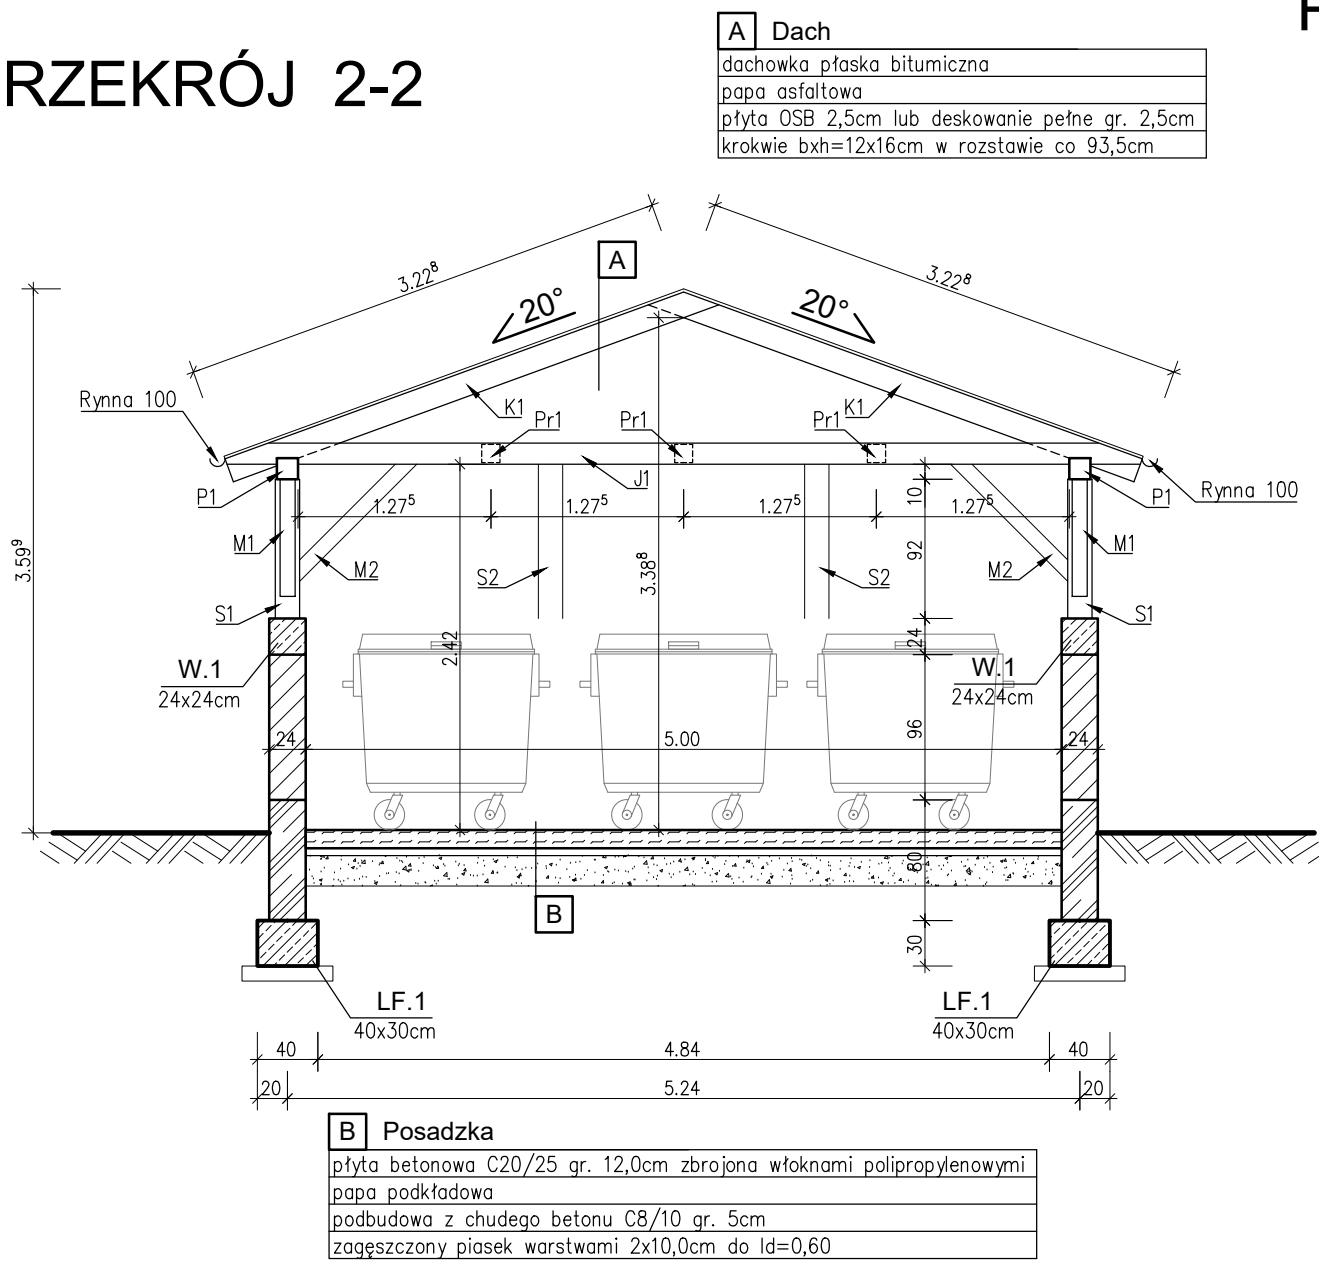 RZEKRÓJ 2-2
A Dach
dachowka płaska bitumiczna
papa asfaltowa
płyta OSB 2,5cm lub deskowanie pełne gr. 2,5cm
krokwie bxh=12x16cm w rozstawie co 93,5cm
3.22⁸
A
3.22⁸
20°
20°
Rynna 100
K1
Pr1
Pr1
Pr1
K1
P1
J1
P1
Rynna 100
1.27⁵
1.27⁵
1.27⁵
1.27⁵
10
3.59⁹
M1
M2
S2
3.38⁸
S2
92
M2
M1
S1
S1
2.42
24
W.1
24x24cm
W.1
24x24cm
24
5.00
96
24
80
B
30
LF.1
40x30cm
LF.1
40x30cm
40
4.84
40
20
5.24
20
B Posadzka
płyta betonowa C20/25 gr. 12,0cm zbrojona włoknami polipropylenowymi
papa podkładowa
podbudowa z chudego betonu C8/10 gr. 5cm
zagęszczony piasek warstwami 2x10,0cm do Id=0,60